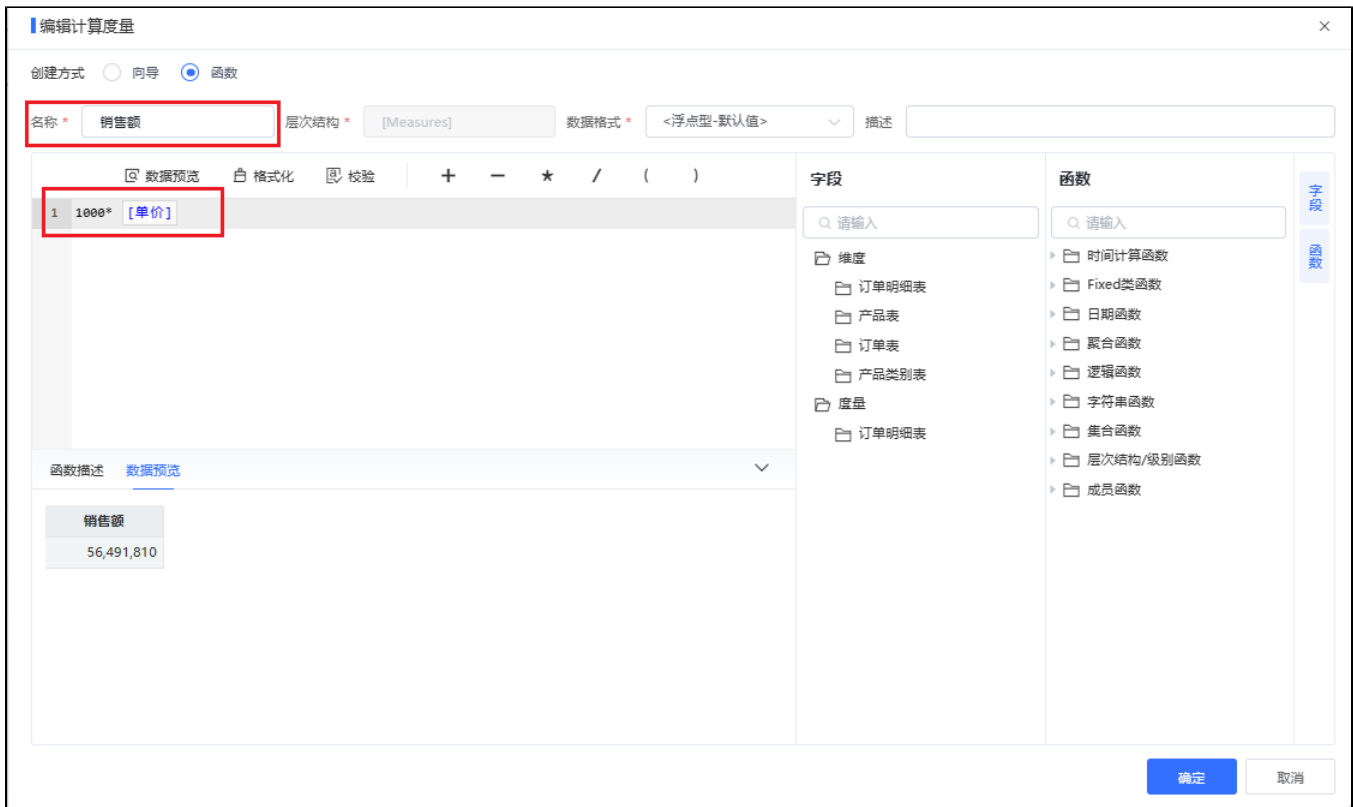 编辑计算度量
创建方式 向导 函数
名称 * 销售额 层次结构 * [Measures] 数据格式 * <浮点型-默认值> 描述
数据预览 格式化 校验 + − * / ( )
1 1000* [单价]
函数描述 数据预览
销售额
56,491,810
字段
请输入
维度
订单明细表
产品表
订单表
产品类别表
度量
订单明细表
函数
请输入
时间计算函数
Fixed类函数
日期函数
聚合函数
逻辑函数
字符串函数
集合函数
层次结构/级别函数
成员函数
字段
函数
确定 取消